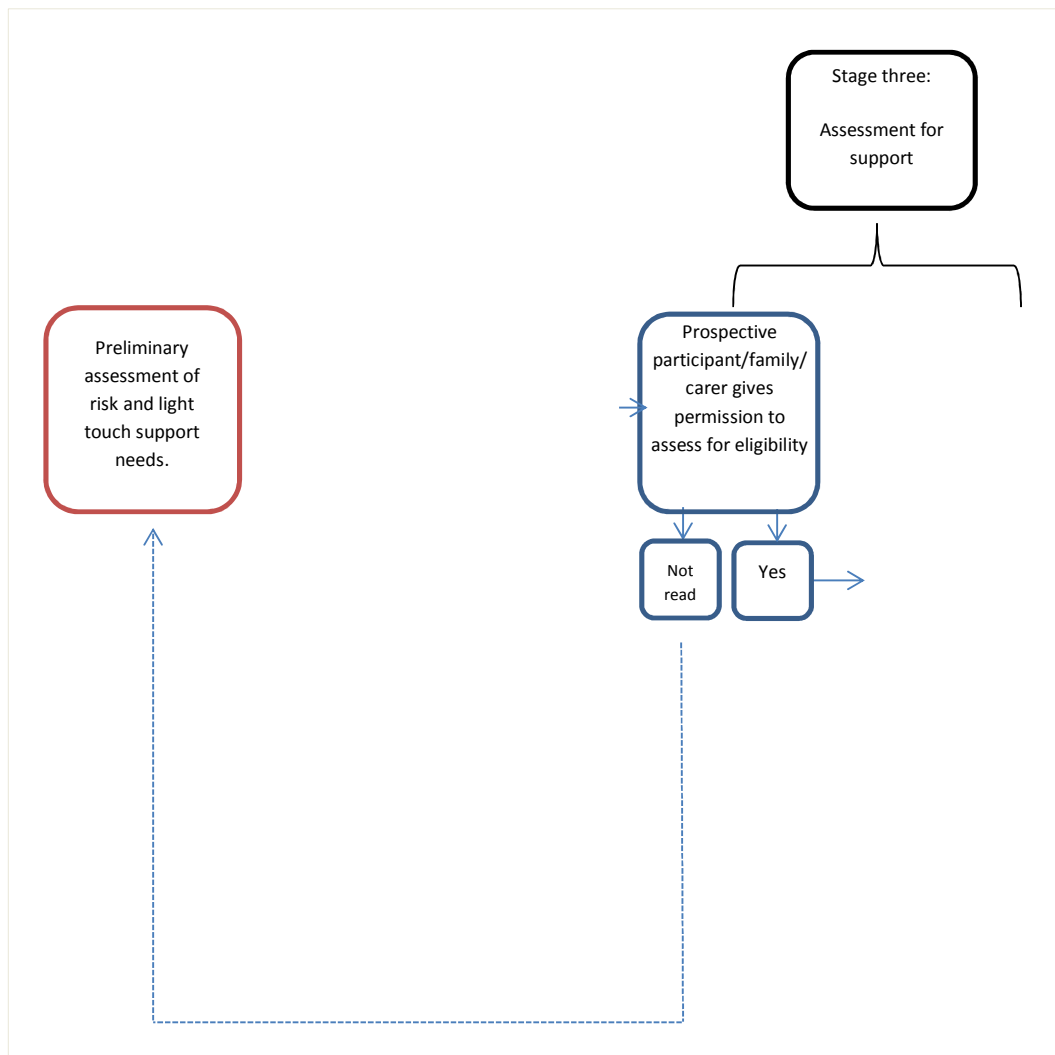 Stage three:
Assessment for
support
Preliminary
assessment of
risk and light
touch support
needs.
Prospective
participant/family/
carer gives
permission to
assess for eligibility
Not
read
Yes